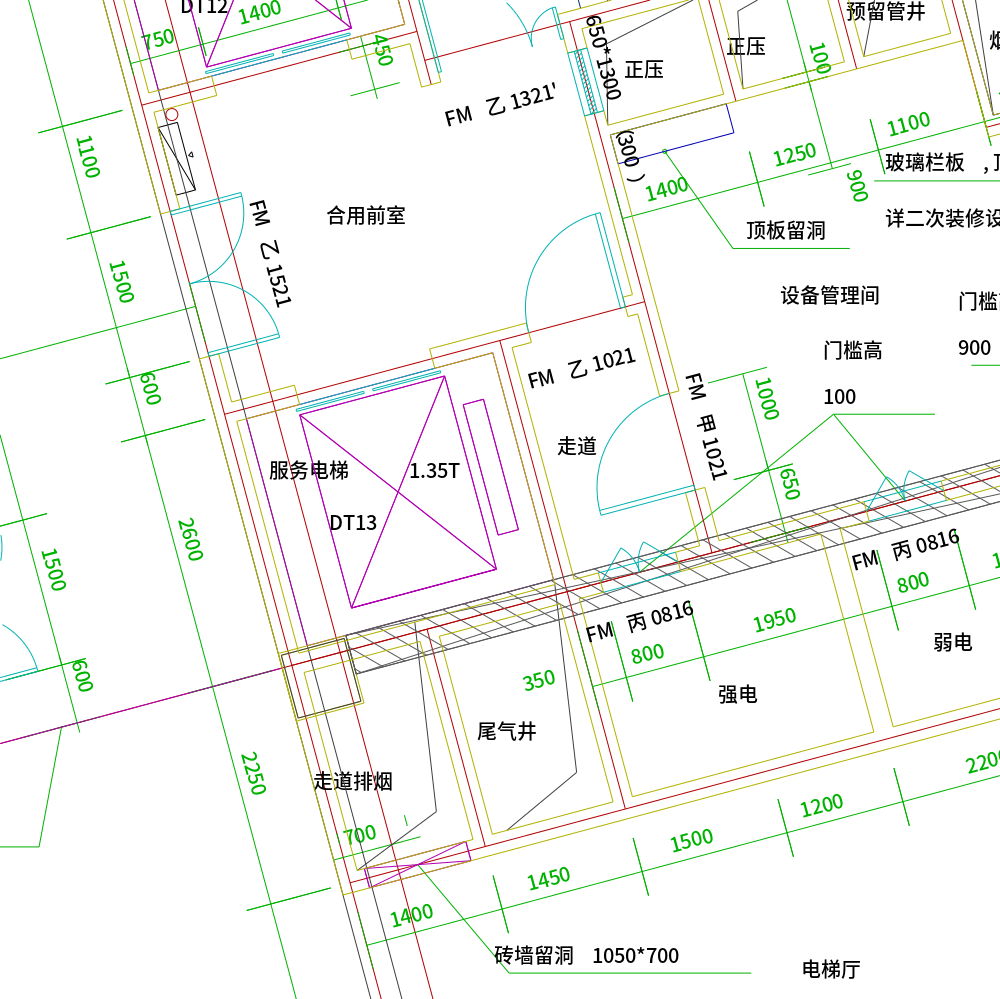 DT12
1400
750
450
650*1300
正压
正压
预留管井
100
FM 乙 1321'
(300 )
1400
1250
1100
900
玻璃栏板 ,
详二次装修设
顶板留洞
1100
合用前室
FM 乙 1521
1500
设备管理间
门槛高
门槛高
900
100
600
FM 乙 1021
FM 甲 1021
1000
650
走道
服务电梯
1.35T
DT13
2600
1500
600
FM 丙 0816
800
FM 丙 0816
800
1950
弱电
强电
350
尾气井
2250
走道排烟
700
2200
1200
1500
1450
1400
砖墙留洞 1050*700
电梯厅